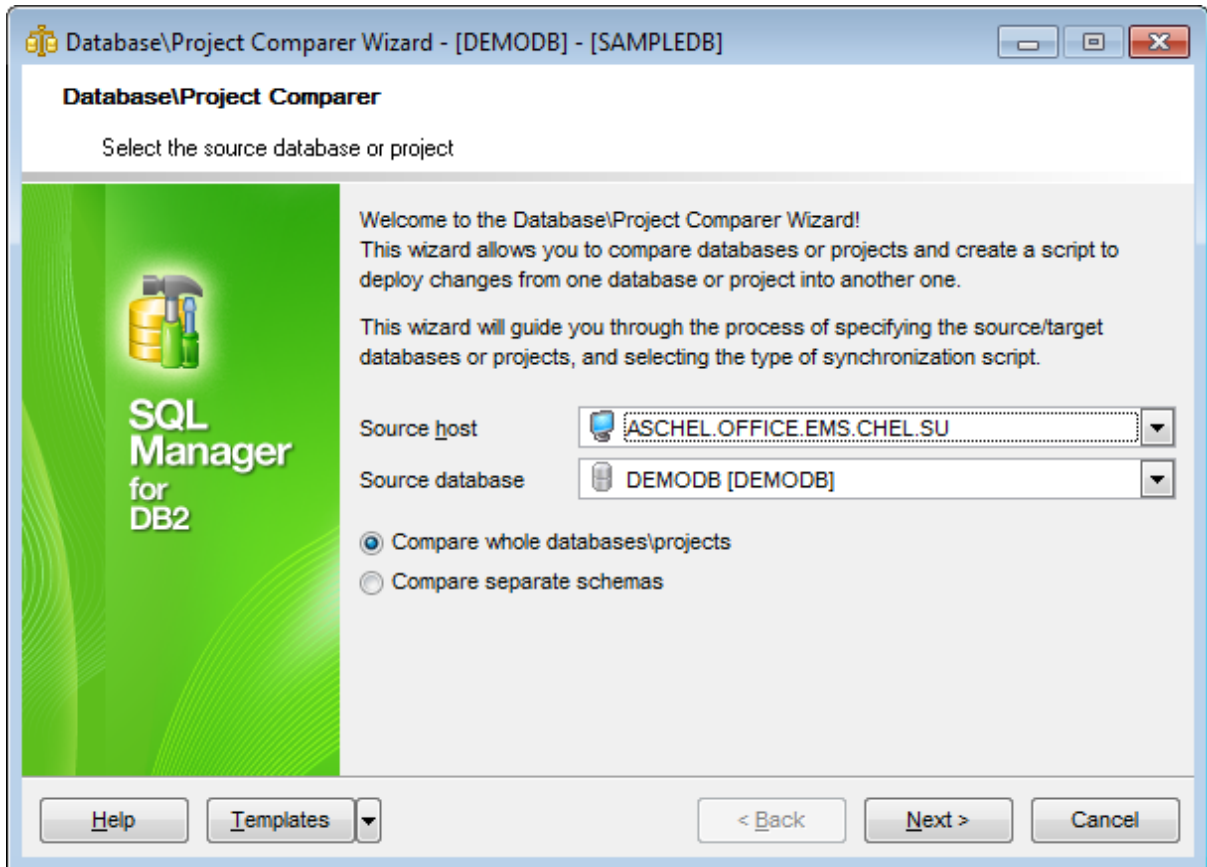 Database\Project Comparer Wizard - [DEMODB] - [SAMPLEDB]
Database\Project Comparer
Select the source database or project
Welcome to the Database\Project Comparer Wizard!
This wizard allows you to compare databases or projects and create a script to
deploy changes from one database or project into another one.
This wizard will guide you through the process of specifying the source/target
databases or projects, and selecting the type of synchronization script.
SQL
Manager
for
DB2
Source host ASCHEL.OFFICE.EMS.CHEL.SU
Source database DEMODB [DEMODB]
Compare whole databases\projects
Compare separate schemas
Help Templates < Back Next > Cancel